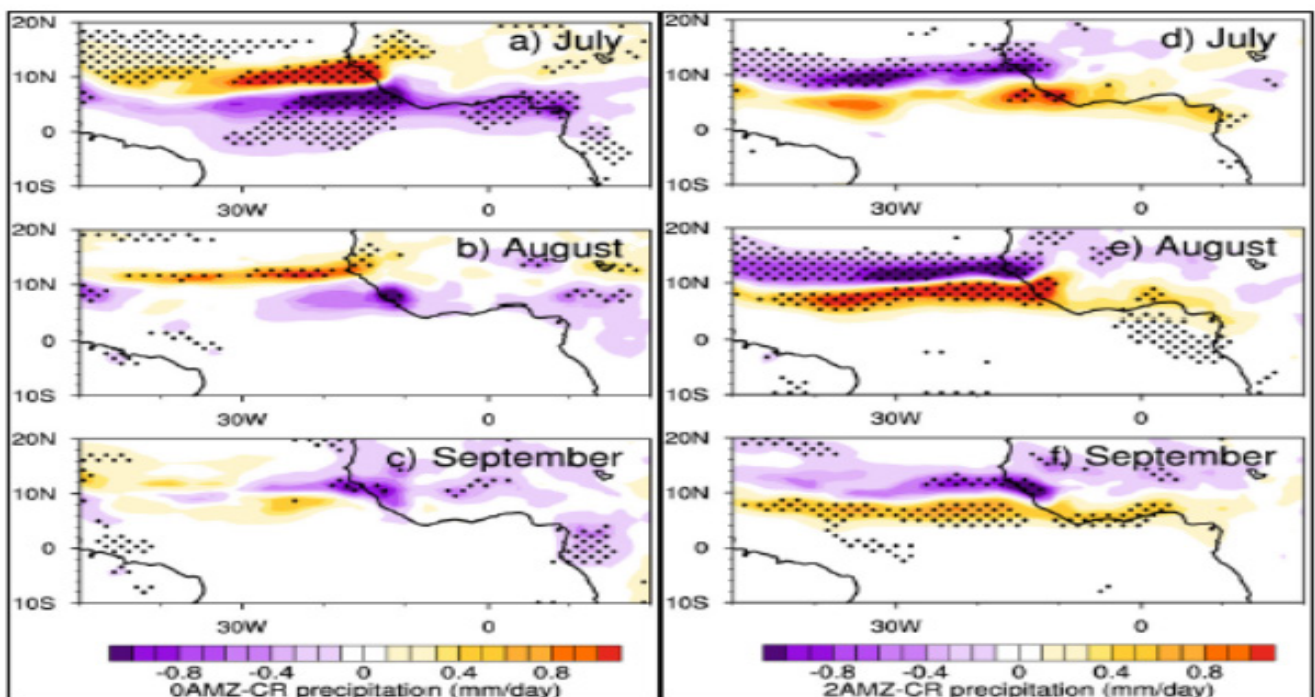 20N
a) July
10N
0
10S
30W
0
20N
b) August
10N
0
10S
30W
0
20N
c) September
10N
0
10S
30W
0
-0.8 -0.4 0 0.4 0.8
0AMZ-CR precipitation (mm/day)
20N
d) July
10N
0
10S
30W
0
20N
e) August
10N
0
10S
30W
0
20N
f) September
10N
0
10S
30W
0
-0.8 -0.4 0 0.4 0.8
2AMZ-CR precipitation (mm/day)